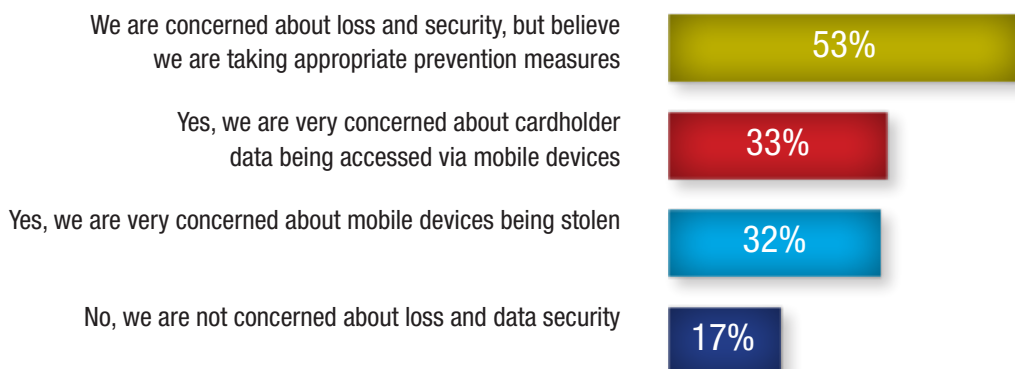 We are concerned about loss and security, but believe
we are taking appropriate prevention measures
53%
Yes, we are very concerned about cardholder
data being accessed via mobile devices
33%
Yes, we are very concerned about mobile devices being stolen
32%
No, we are not concerned about loss and data security
17%